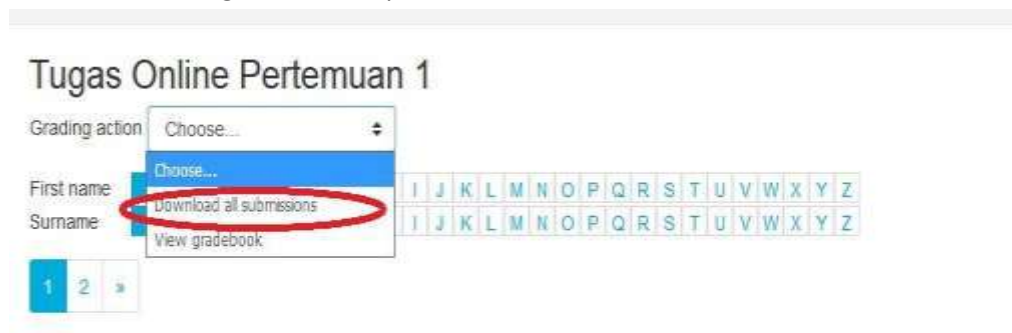 Tugas Online Pertemuan 1
Grading action Choose...
Choose...
Download all submissions
View gradebook
First name I J K L M N O P Q R S T U V W X Y Z
Surname I J K L M N O P Q R S T U V W X Y Z
1 2 »